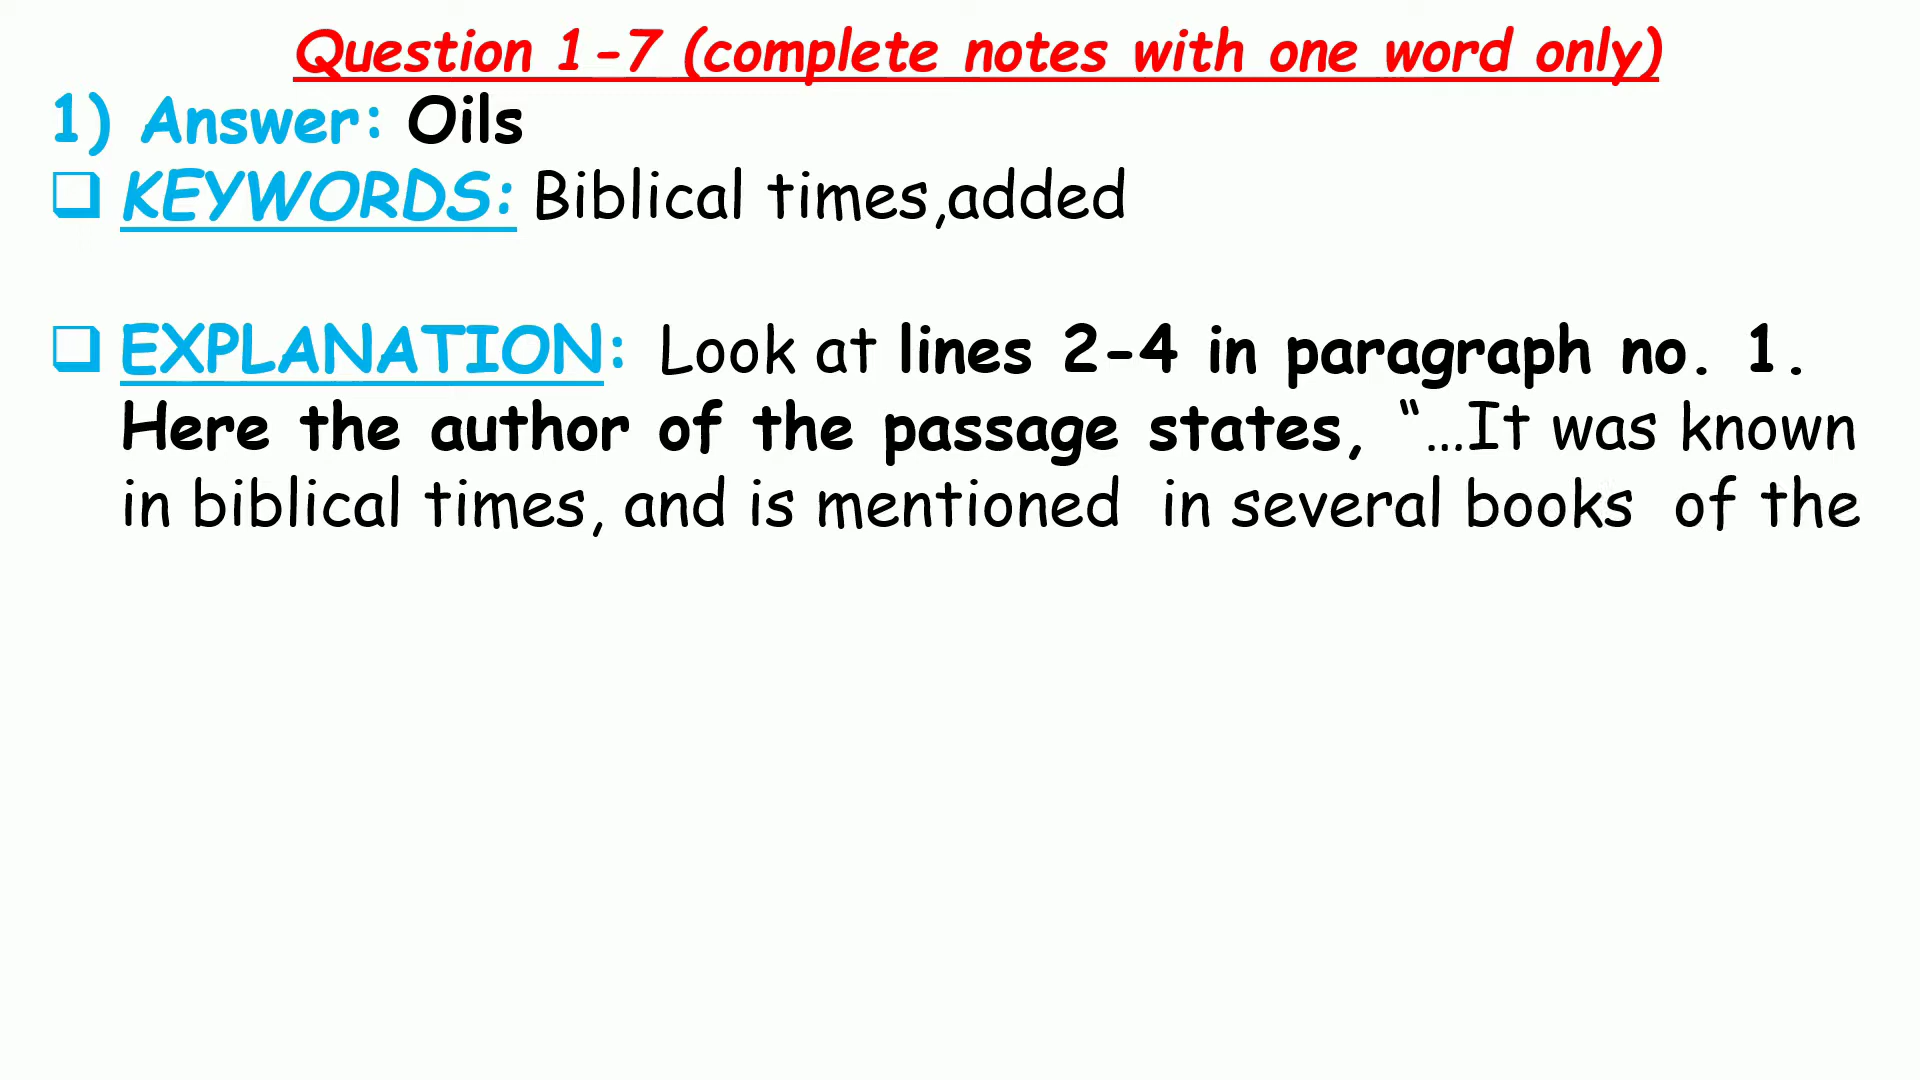 Question 1-7 (complete notes with one word only)
1) Answer: Oils
KEYWORDS: Biblical times,added
EXPLANATION: Look at lines 2-4 in paragraph no. 1.
Here the author of the passage states, “…It was known
in biblical times, and is mentioned in several books of the